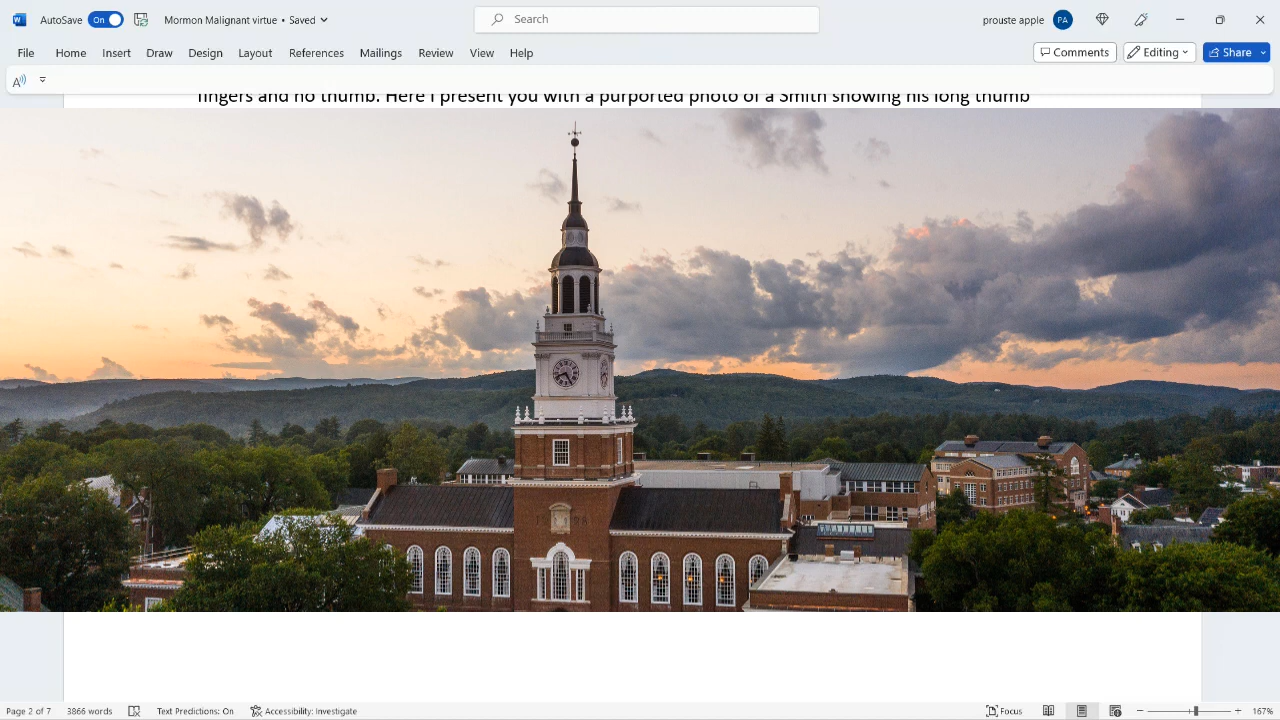 AutoSave On Mormon Malignant virtue • Saved Search prouste apple PA
File Home Insert Draw Design Layout References Mailings Review View Help Comments Editing Share
fingers and no thumb. Here I present you with a purported photo of a Smith showing his long thumb
Page 2 of 7 3866 words Text Predictions: On Accessibility: Investigate Focus 167%